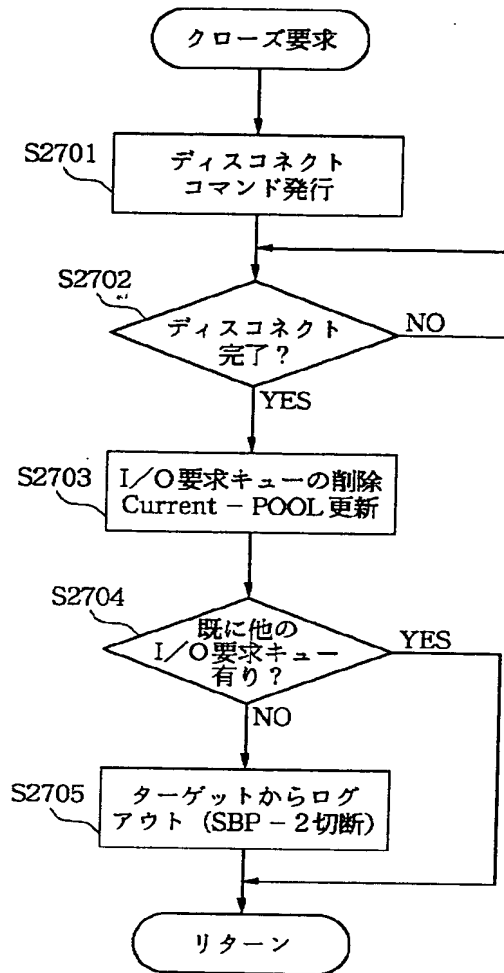 クローズ要求
S2701
ディスコネクト
コマンド発行
S2702
ディスコネクト
完了?
NO
YES
S2703
I/O要求キューの削除
Current-POOL更新
S2704
既に他の
I/O要求キュー
有り?
YES
NO
S2705
ターゲットからログ
アウト(SBP-2切断)
リターン